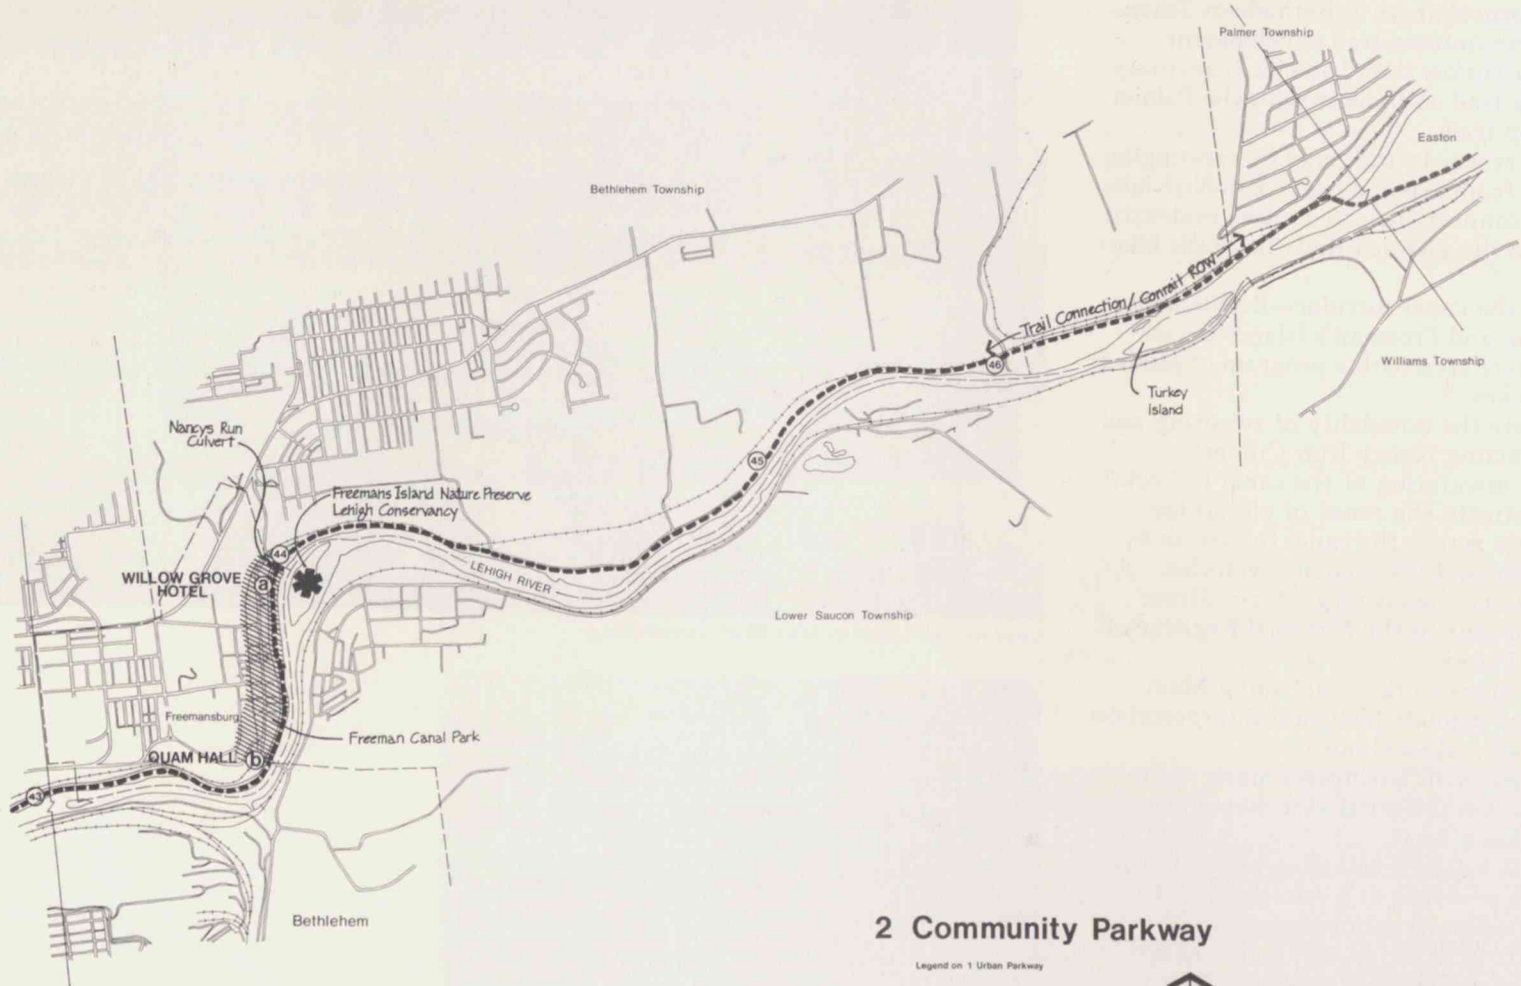 Palmer Township
Easton
Bethlehem Township
Trail Connection/ Conrail ROW
46
Williams Township
Turkey
Island
Nancys Run
Culvert
45
Freemans Island Nature Preserve
Lehigh Conservancy
44
WILLOW GROVE
HOTEL
a
LEHIGH RIVER
Lower Saucon Township
Freemansburg
Freeman Canal Park
QUAM HALL
b
43
Bethlehem
2 Community Parkway
Legend on 1 Urban Parkway